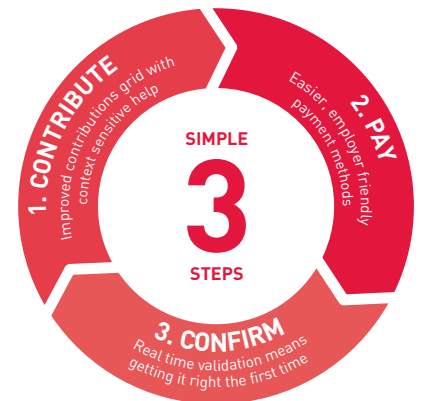 1. CONTRIBUTE
Improved contributions grid with
context sensitive help
2. PAY
Easier, employer friendly
payment methods
3. CONFIRM
Real time validation means
getting it right the first time
SIMPLE
3
STEPS